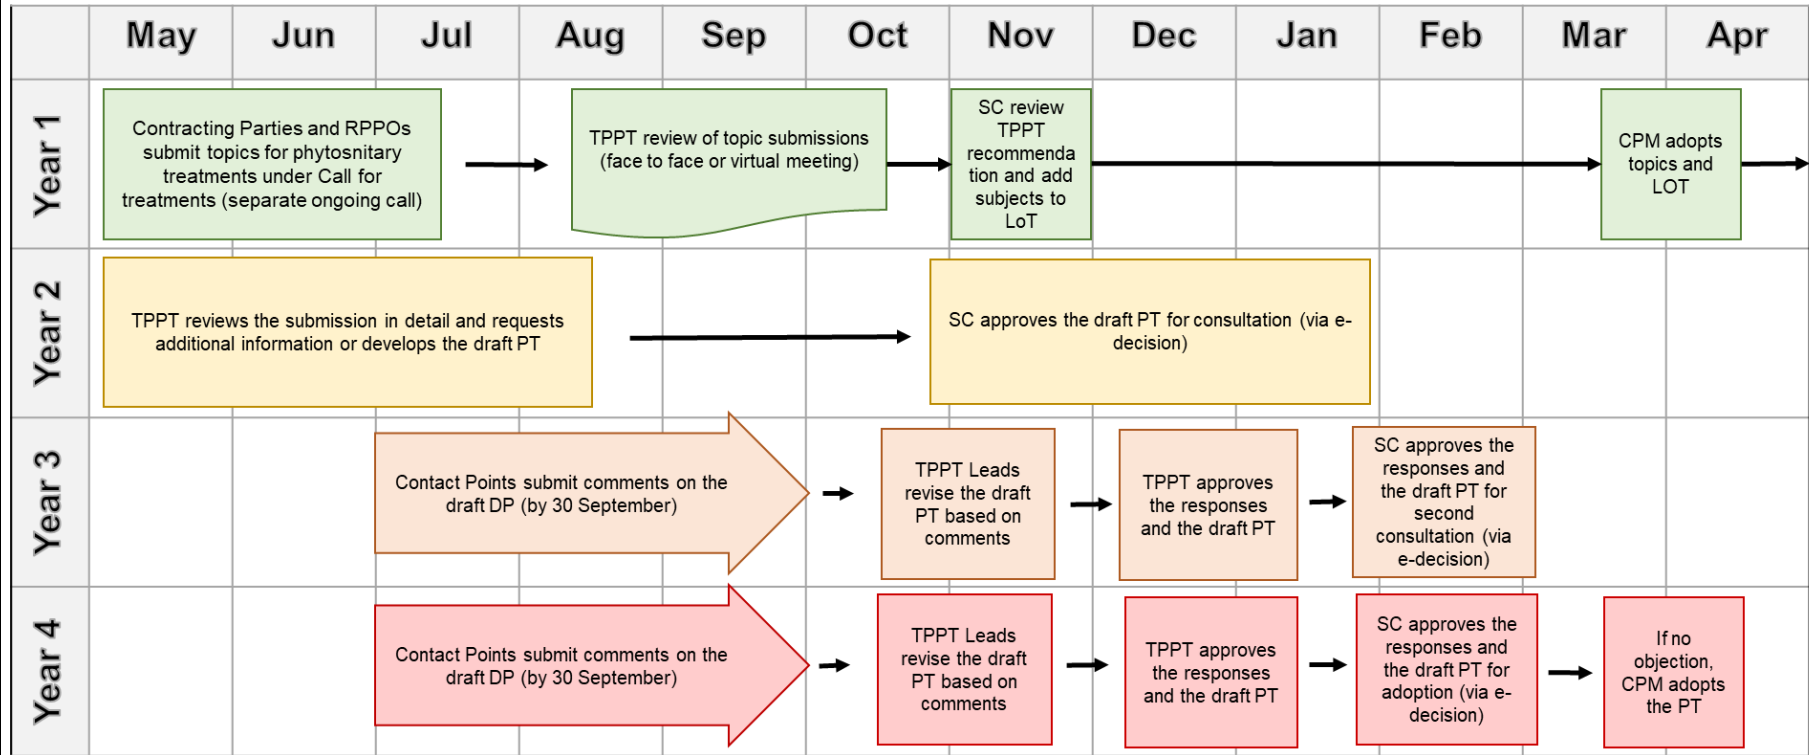 May Jun Jul Aug Sep Oct Nov Dec Jan Feb Mar Apr
Year 1
Contracting Parties and RPPOs
submit topics for phytosnitary
treatments under Call for
treatments (separate ongoing call)
TPPT review of topic submissions
(face to face or virtual meeting)
SC review
TPPT
recommenda
tion and add
subjects to
LoT
CPM adopts
topics and
LOT
Year 2
TPPT reviews the submission in detail and requests
additional information or develops the draft PT
SC approves the draft PT for consultation (via e-
decision)
Year 3
Contact Points submit comments on the
draft DP (by 30 September)
TPPT Leads
revise the draft
PT based on
comments
TPPT approves
the responses
and the draft PT
SC approves the
responses and
the draft PT for
second
consultation (via
e-decision)
Year 4
Contact Points submit comments on the
draft DP (by 30 September)
TPPT Leads
revise the draft
PT based on
comments
TPPT approves
the responses
and the draft PT
SC approves the
responses and
the draft PT for
adoption (via e-
decision)
If no
objection,
CPM adopts
the PT